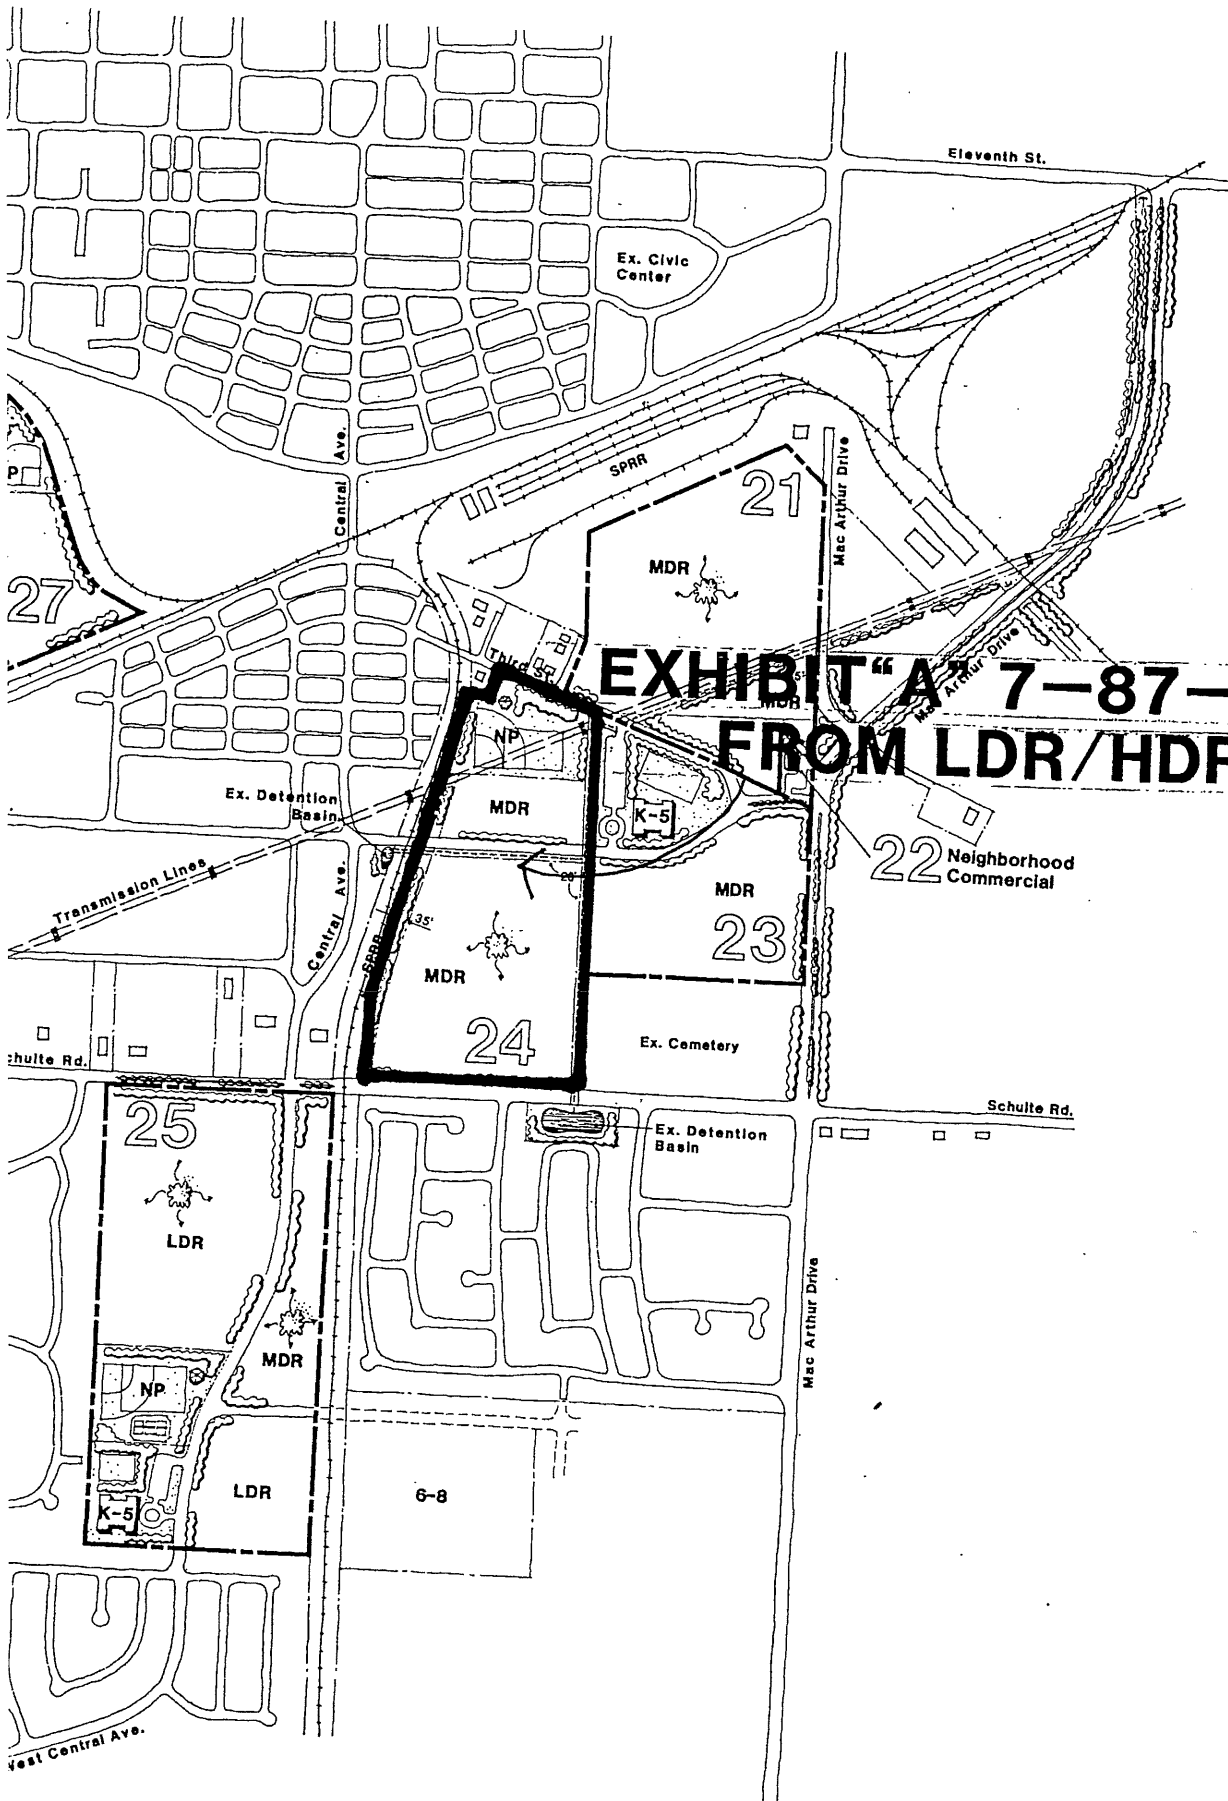 Eleventh St.
Ex. Civic
Center
Central Ave.
SPRR
21
Mac Arthur Drive
P
27
MDR
Third St.
Mac Arthur Drive
EXHIBIT "A" 7-87-
MDR
FROM LDR/HDR
NP
Ex. Detention
Basin
MDR
K-5
22 Neighborhood
Commercial
Transmission Lines
Central Ave.
20'
MDR
23
35'
SPRR
MDR
24
Ex. Cemetery
chulte Rd.
Schulte Rd.
25
Ex. Detention
Basin
LDR
Mac Arthur Drive
MDR
NP
LDR
6-8
K-5
West Central Ave.